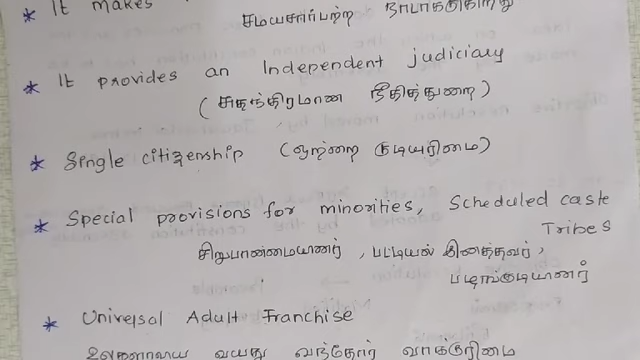 * It makes
சமயசார்பற்ற நாடாக்குகிறது
* It provides an Independent judiciary
(சுதந்திரமான நீதித்துறை)
* Single citizenship (ஒற்றை குடியுரிமை)
* Special provisions for minorities, Scheduled caste
Tribes
சிறுபான்மையானர், பட்டியல் இனத்தவர்,
பழங்குடியானர்
* Universal Adult Franchise
உலகளாவிய வயது வந்தோர் வாக்குரிமை